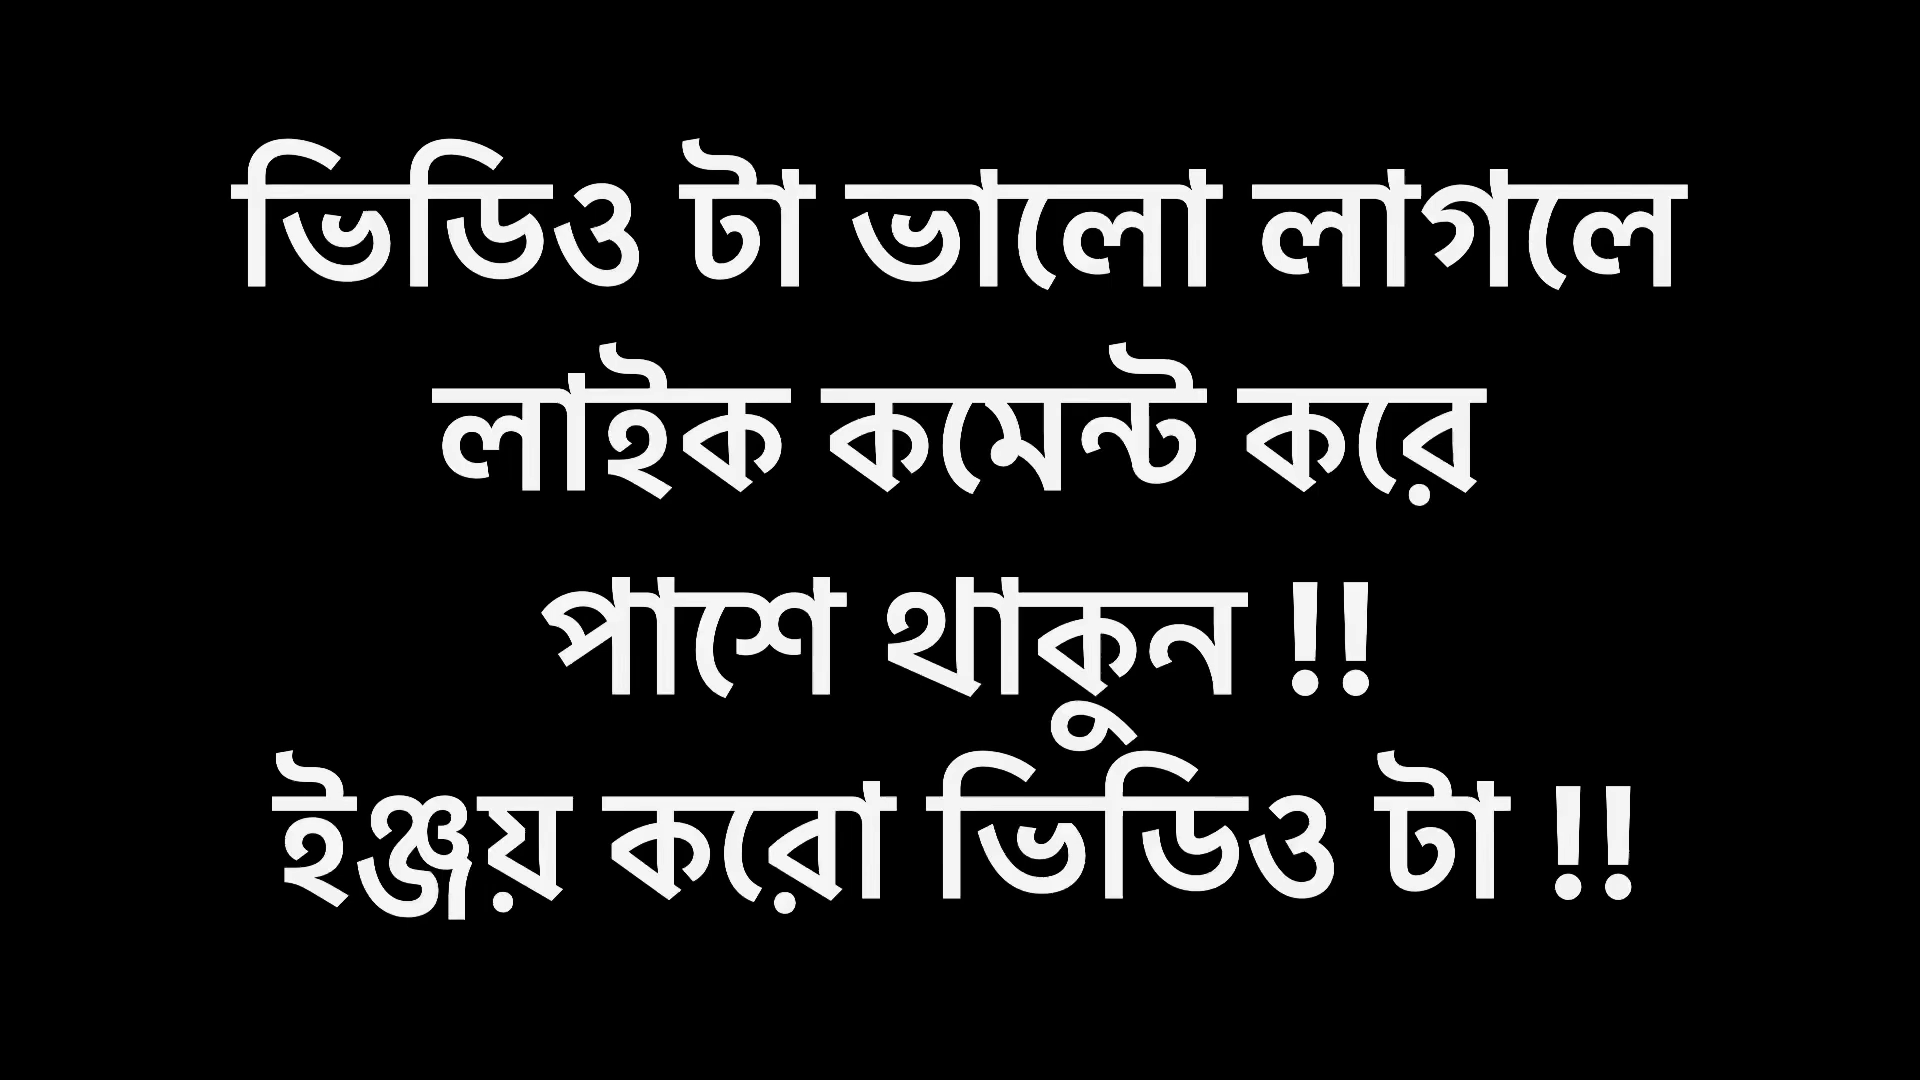 ভিডিও টা ভালো লাগলে
লাইক কমেন্ট করে
পাশে থাকুন !!
ইঞ্জয় করো ভিডিও টা !!